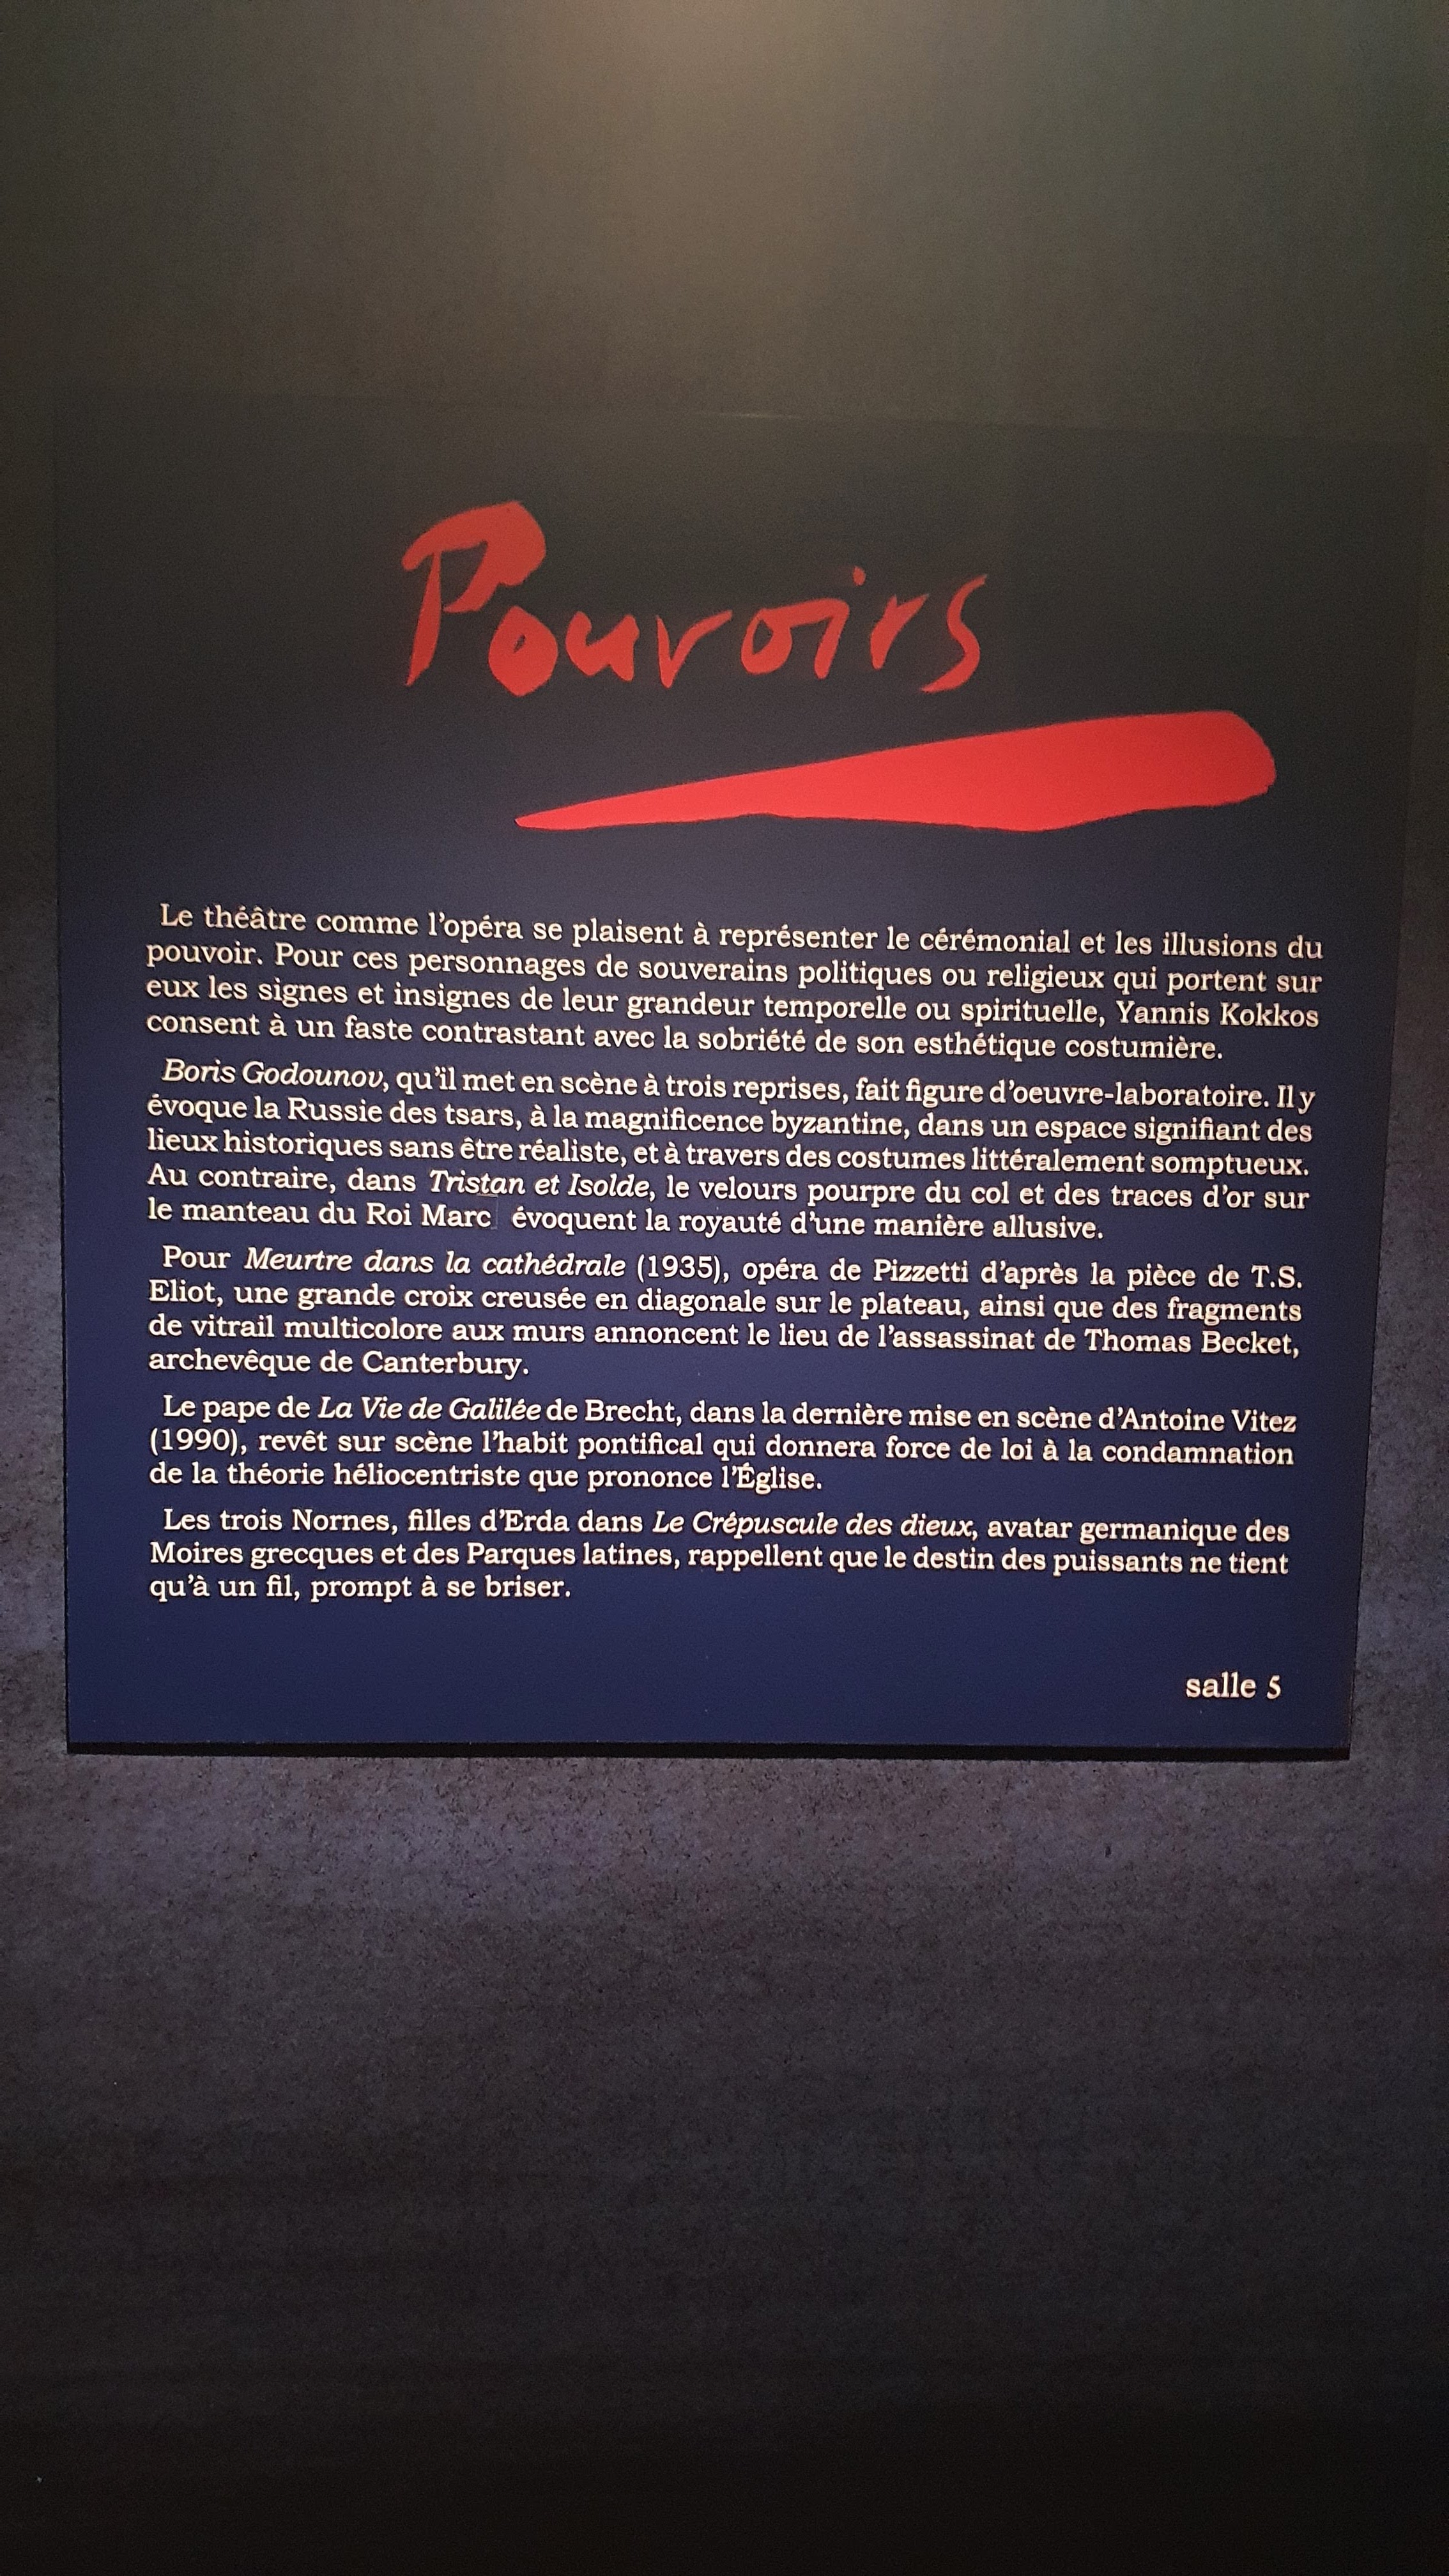 Pouvoirs
Le théâtre comme l'opéra se plaisent à représenter le cérémonial et les illusions du
pouvoir. Pour ces personnages de souverains politiques ou religieux qui portent sur
eux les signes et insignes de leur grandeur temporelle ou spirituelle, Yannis Kokkos
consent à un faste contrastant avec la sobriété de son esthétique costumière.
Boris Godounov, qu'il met en scène à trois reprises, fait figure d'oeuvre-laboratoire. Il y
évoque la Russie des tsars, à la magnificence byzantine, dans un espace signifiant des
lieux historiques sans être réaliste, et à travers des costumes littéralement somptueux.
Au contraire, dans Tristan et Isolde, le velours pourpre du col et des traces d'or sur
le manteau du Roi Marc évoquent la royauté d'une manière allusive.
Pour Meurtre dans la cathédrale (1935), opéra de Pizzetti d'après la pièce de T.S.
Eliot, une grande croix creusée en diagonale sur le plateau, ainsi que des fragments
de vitrail multicolore aux murs annoncent le lieu de l'assassinat de Thomas Becket,
archevêque de Canterbury.
Le pape de La Vie de Galilée de Brecht, dans la dernière mise en scène d'Antoine Vitez
(1990), revêt sur scène l'habit pontifical qui donnera force de loi à la condamnation
de la théorie héliocentriste que prononce l'Église.
Les trois Nornes, filles d'Erda dans Le Crépuscule des dieux, avatar germanique des
Moires grecques et des Parques latines, rappellent que le destin des puissants ne tient
qu'à un fil, prompt à se briser.
salle 5